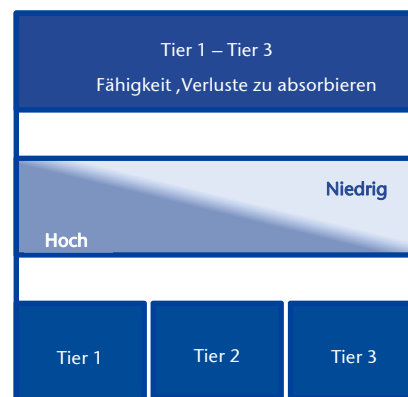 Tier 1 – Tier 3
Fähigkeit ,Verluste zu absorbieren
Niedrig
Hoch
Tier 1
Tier 2
Tier 3